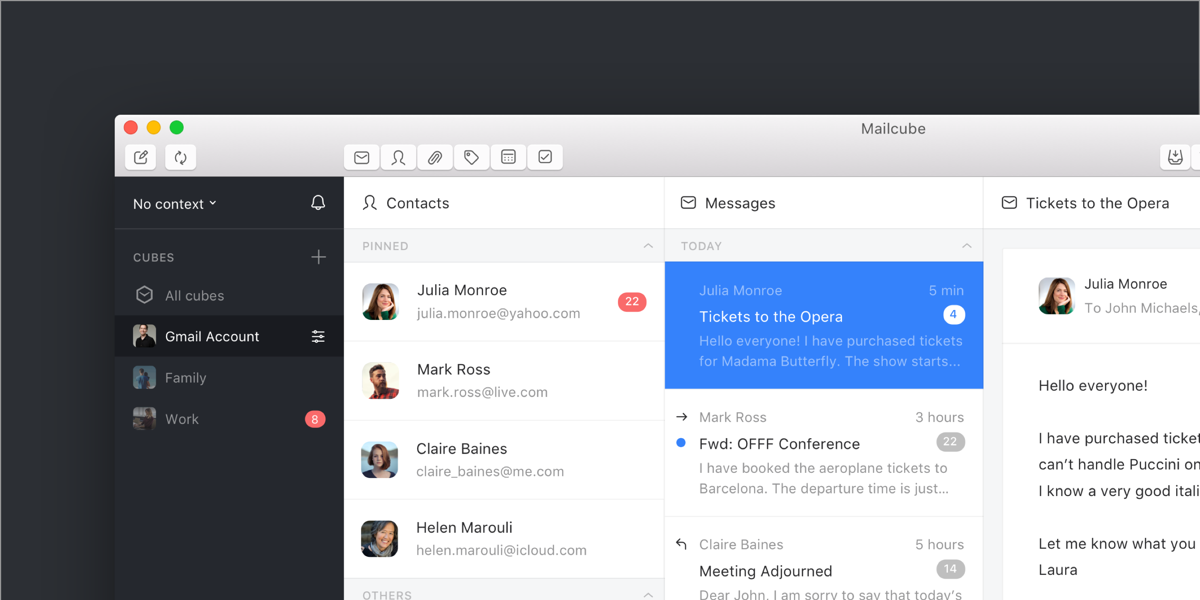 Mailcube
No context
CUBES
All cubes
Gmail Account
Family
Work
8
Contacts
PINNED
Julia Monroe
22
julia.monroe@yahoo.com
Mark Ross
mark.ross@live.com
Claire Baines
claire_baines@me.com
Helen Marouli
helen.marouli@icloud.com
OTHERS
Messages
TODAY
Julia Monroe 5 min
Tickets to the Opera 4
Hello everyone! I have purchased tickets
for Madama Butterfly. The show starts...
Mark Ross 3 hours
Fwd: OFFF Conference 22
I have booked the aeroplane tickets to
Barcelona. The departure time is just...
Claire Baines 5 hours
Meeting Adjourned 14
Dear John, I am sorry to say that today's
Tickets to the Opera
Julia Monroe
To John Michaels,
Hello everyone!
I have purchased ticket
can't handle Puccini on
I know a very good itali
Let me know what you
Laura